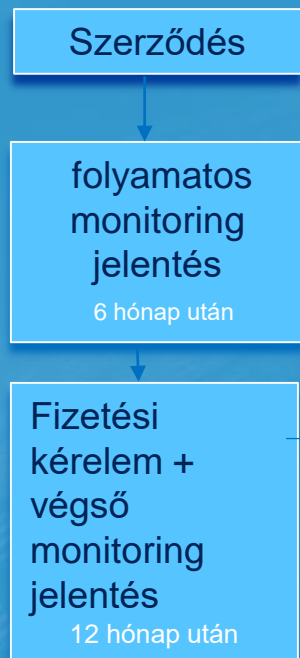 Szerződés
folyamatos
monitoring
jelentés
6 hónap után
Fizetési
kérelem +
végső
monitoring
jelentés
12 hónap után